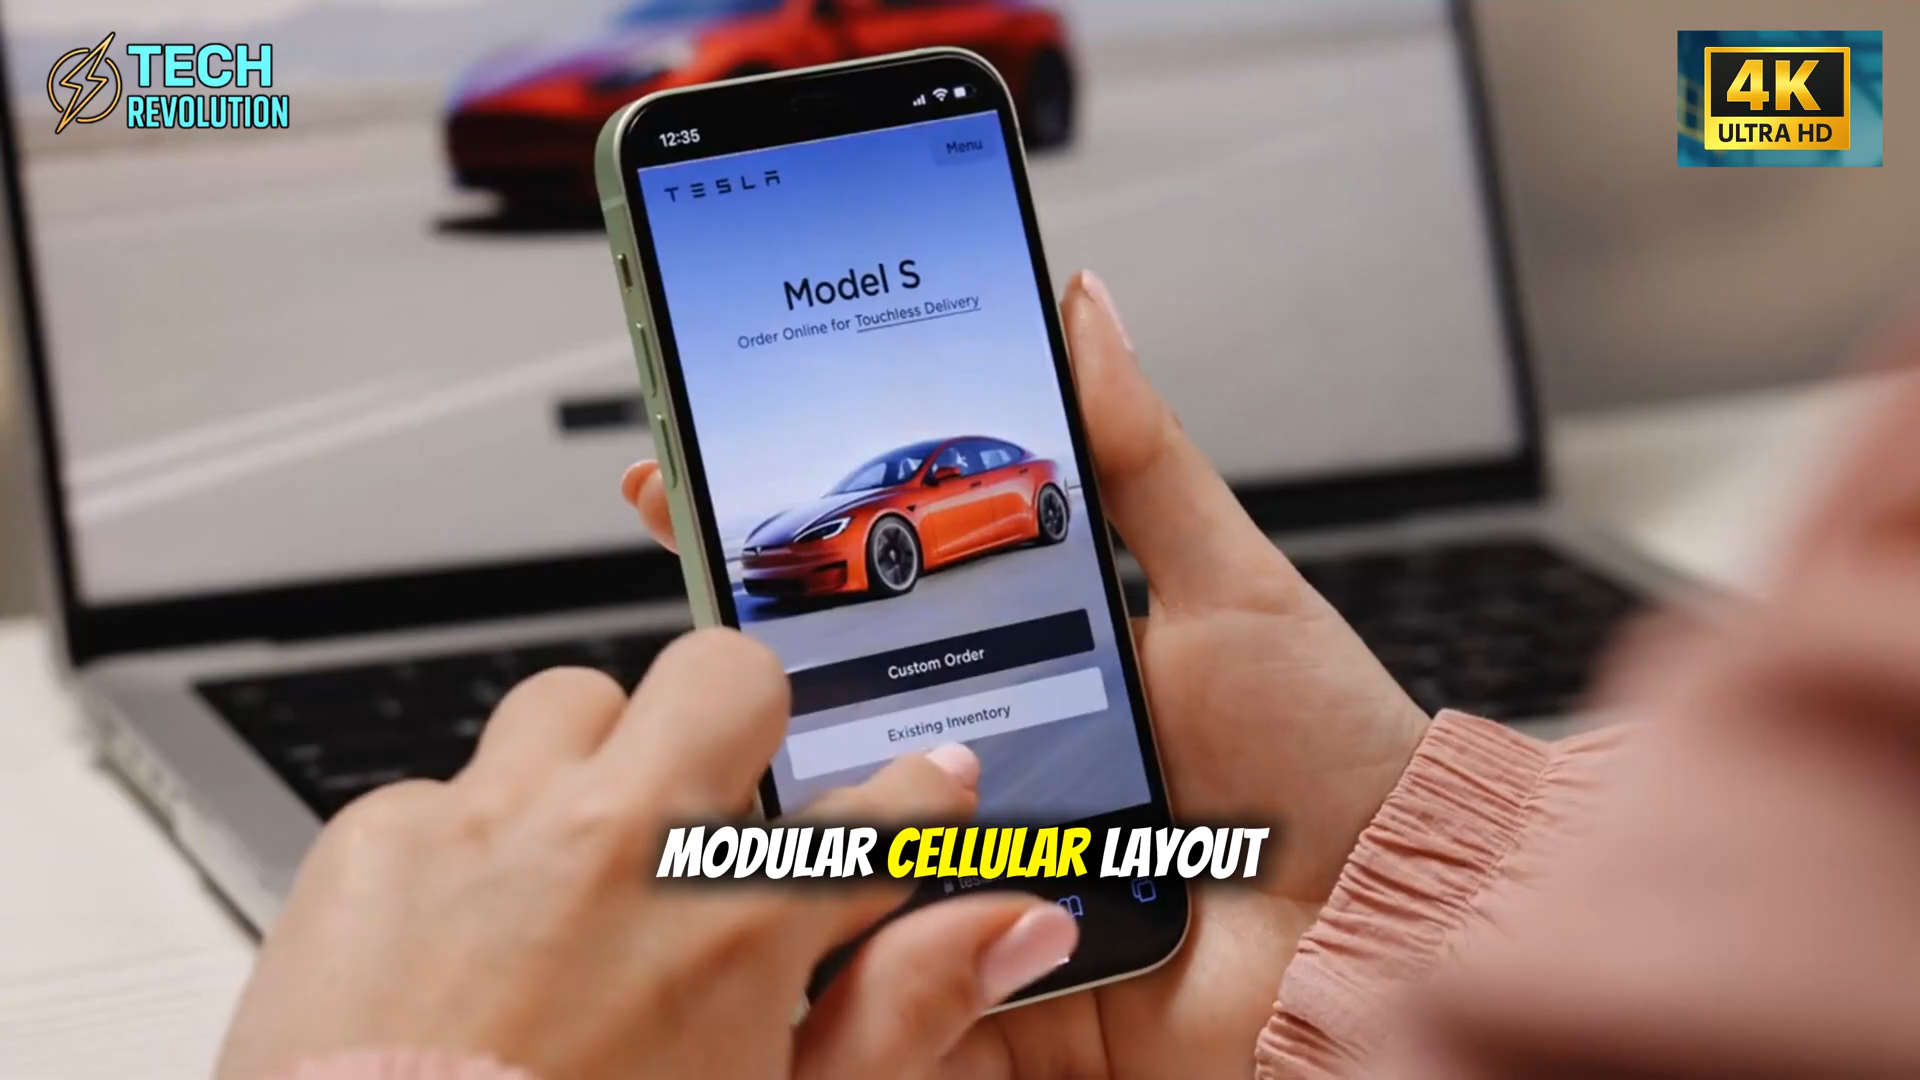 TECH
REVOLUTION
4K
ULTRA HD
12:35
Menu
TESLA
Model S
Order Online for Touchless Delivery
Custom Order
Existing Inventory
MODULAR CELLULAR LAYOUT